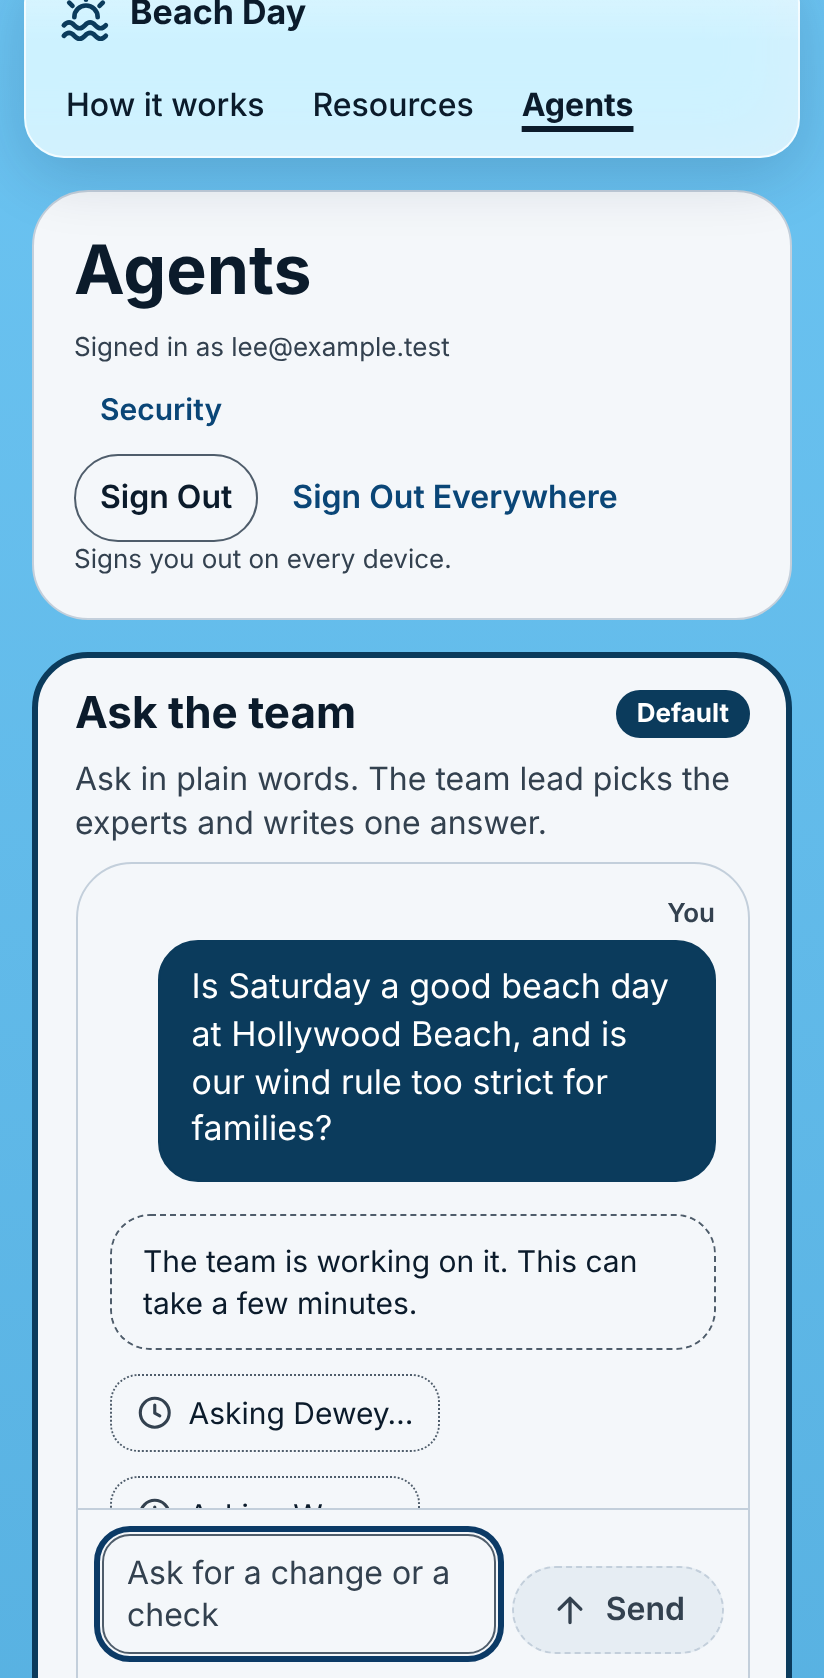 Beach Day
How it works Resources Agents
Agents
Signed in as lee@example.test
Security
Sign Out Sign Out Everywhere
Signs you out on every device.
Ask the team Default
Ask in plain words. The team lead picks the
experts and writes one answer.
You
Is Saturday a good beach day
at Hollywood Beach, and is
our wind rule too strict for
families?
The team is working on it. This can
take a few minutes.
Asking Dewey...
Ask for a change or a
check
Send